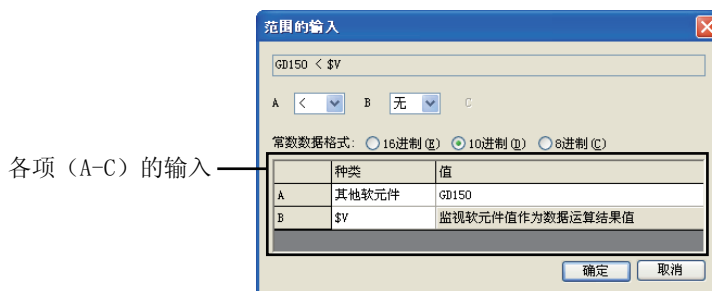 范围的输入
GD150 < $V
A < B 无 C
常数数据格式: 16进制(E) 10进制(D) 8进制(C)
各项（A-C）的输入
种类 值
A 其他软元件 GD150
B $V 监视软元件值作为数据运算结果值
确定 取消